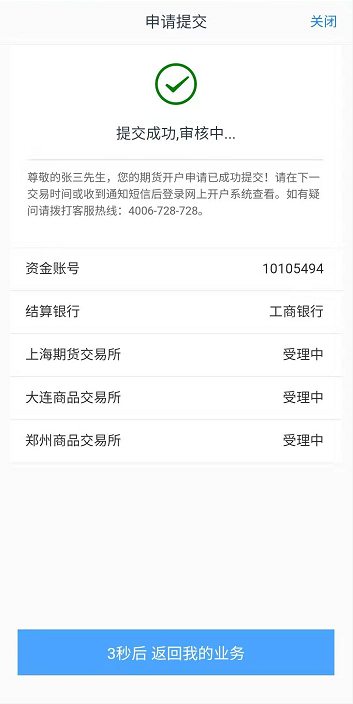 申请提交
关闭
提交成功,审核中...
尊敬的张三先生，您的期货开户申请已成功提交！请在下一
交易时间或收到通知短信后登录网上开户系统查看。如有疑
问请拨打客服热线：4006-728-728。
资金账号 10105494
结算银行 工商银行
上海期货交易所 受理中
大连商品交易所 受理中
郑州商品交易所 受理中
3秒后 返回我的业务